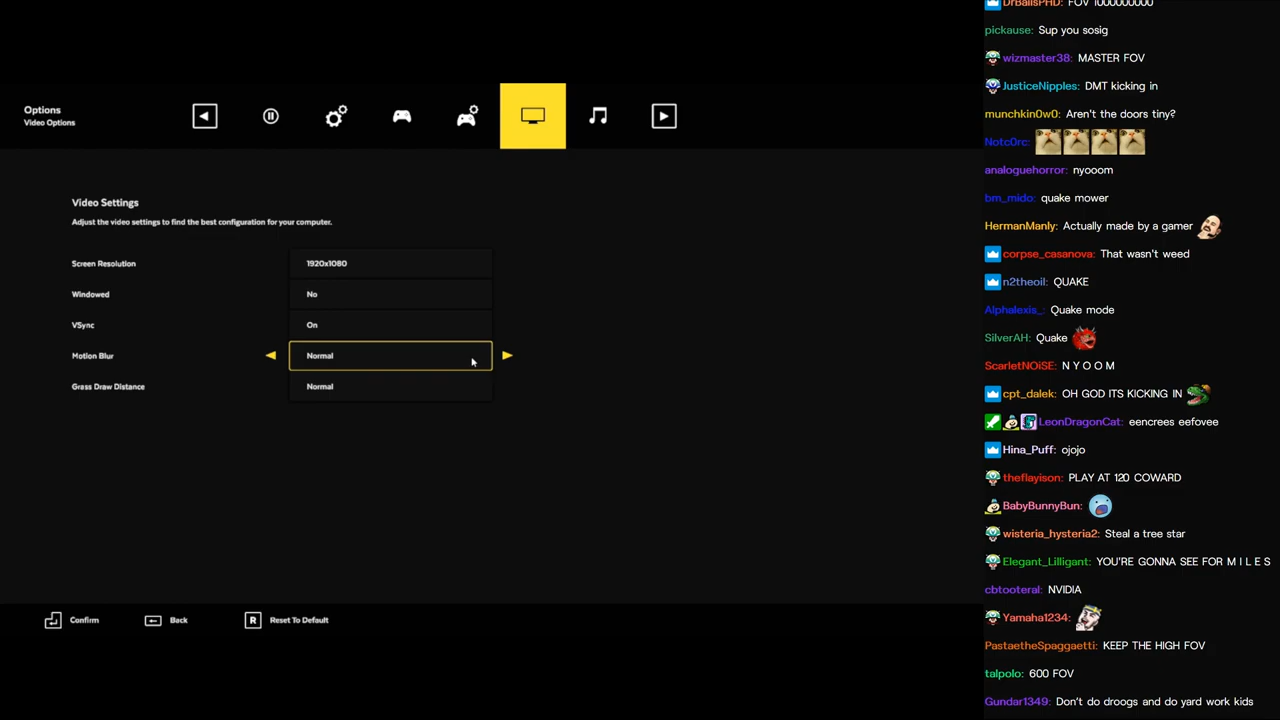 Options
Video Options
Video Settings
Adjust the video settings to find the best configuration for your computer.
Screen Resolution 1920x1080
Windowed No
VSync On
Motion Blur Normal
Grass Draw Distance Normal
Confirm Back R Reset To Default
DrBallsPHD: FOV 1000000000
pickause: Sup you sosig
wizmaster38: MASTER FOV
JusticeNipples: DMT kicking in
munchkin0w0: Aren't the doors tiny?
Notc0rc:
analoguehorror: nyooom
bm_mido: quake mower
HermanManly: Actually made by a gamer
corpse_casanova: That wasn't weed
n2theoil: QUAKE
Alphalexis_: Quake mode
SilverAH: Quake
ScarletNOiSE: N Y O O M
cpt_dalek: OH GOD ITS KICKING IN
LeonDragonCat: eencrees eefovee
Hina_Puff: ojojo
theflayison: PLAY AT 120 COWARD
BabyBunnyBun:
wisteria_hysteria2: Steal a tree star
Elegant_Lilligant: YOU'RE GONNA SEE FOR M I L E S
cbtooteral: NVIDIA
Yamaha1234:
PastaetheSpaggaetti: KEEP THE HIGH FOV
talpolo: 600 FOV
Gundar1349: Don't do droogs and do yard work kids